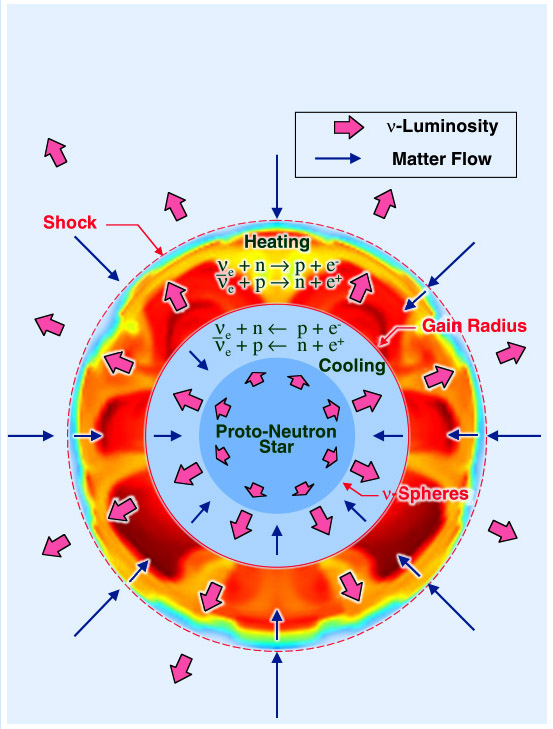 ν-Luminosity
Matter Flow
Shock
Heating
νₑ + n → p + e⁻
ν̅ₑ + p → n + e⁺
Gain Radius
νₑ + n ← p + e⁻
ν̅ₑ + p ← n + e⁺
Cooling
Proto-Neutron
Star
ν-Spheres